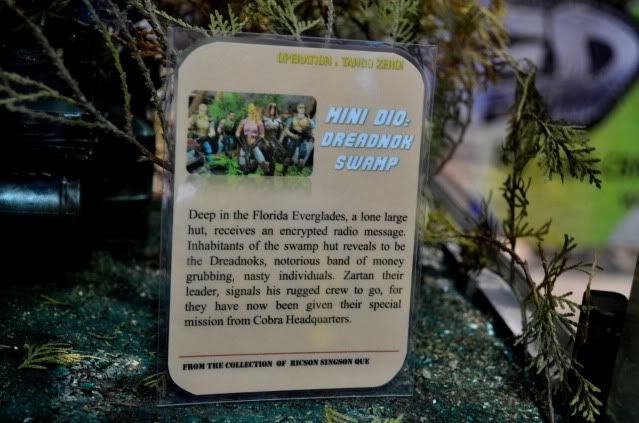 OPERATION : TANGO ZERO!
MINI DIO:
DREADNOK
SWAMP
Deep in the Florida Everglades, a lone large
hut, receives an encrypted radio message.
Inhabitants of the swamp hut reveals to be
the Dreadnoks, notorious band of money
grubbing, nasty individuals. Zartan their
leader, signals his rugged crew to go, for
they have now been given their special
mission from Cobra Headquarters.
FROM THE COLLECTION OF RICSON SINGSON QUE